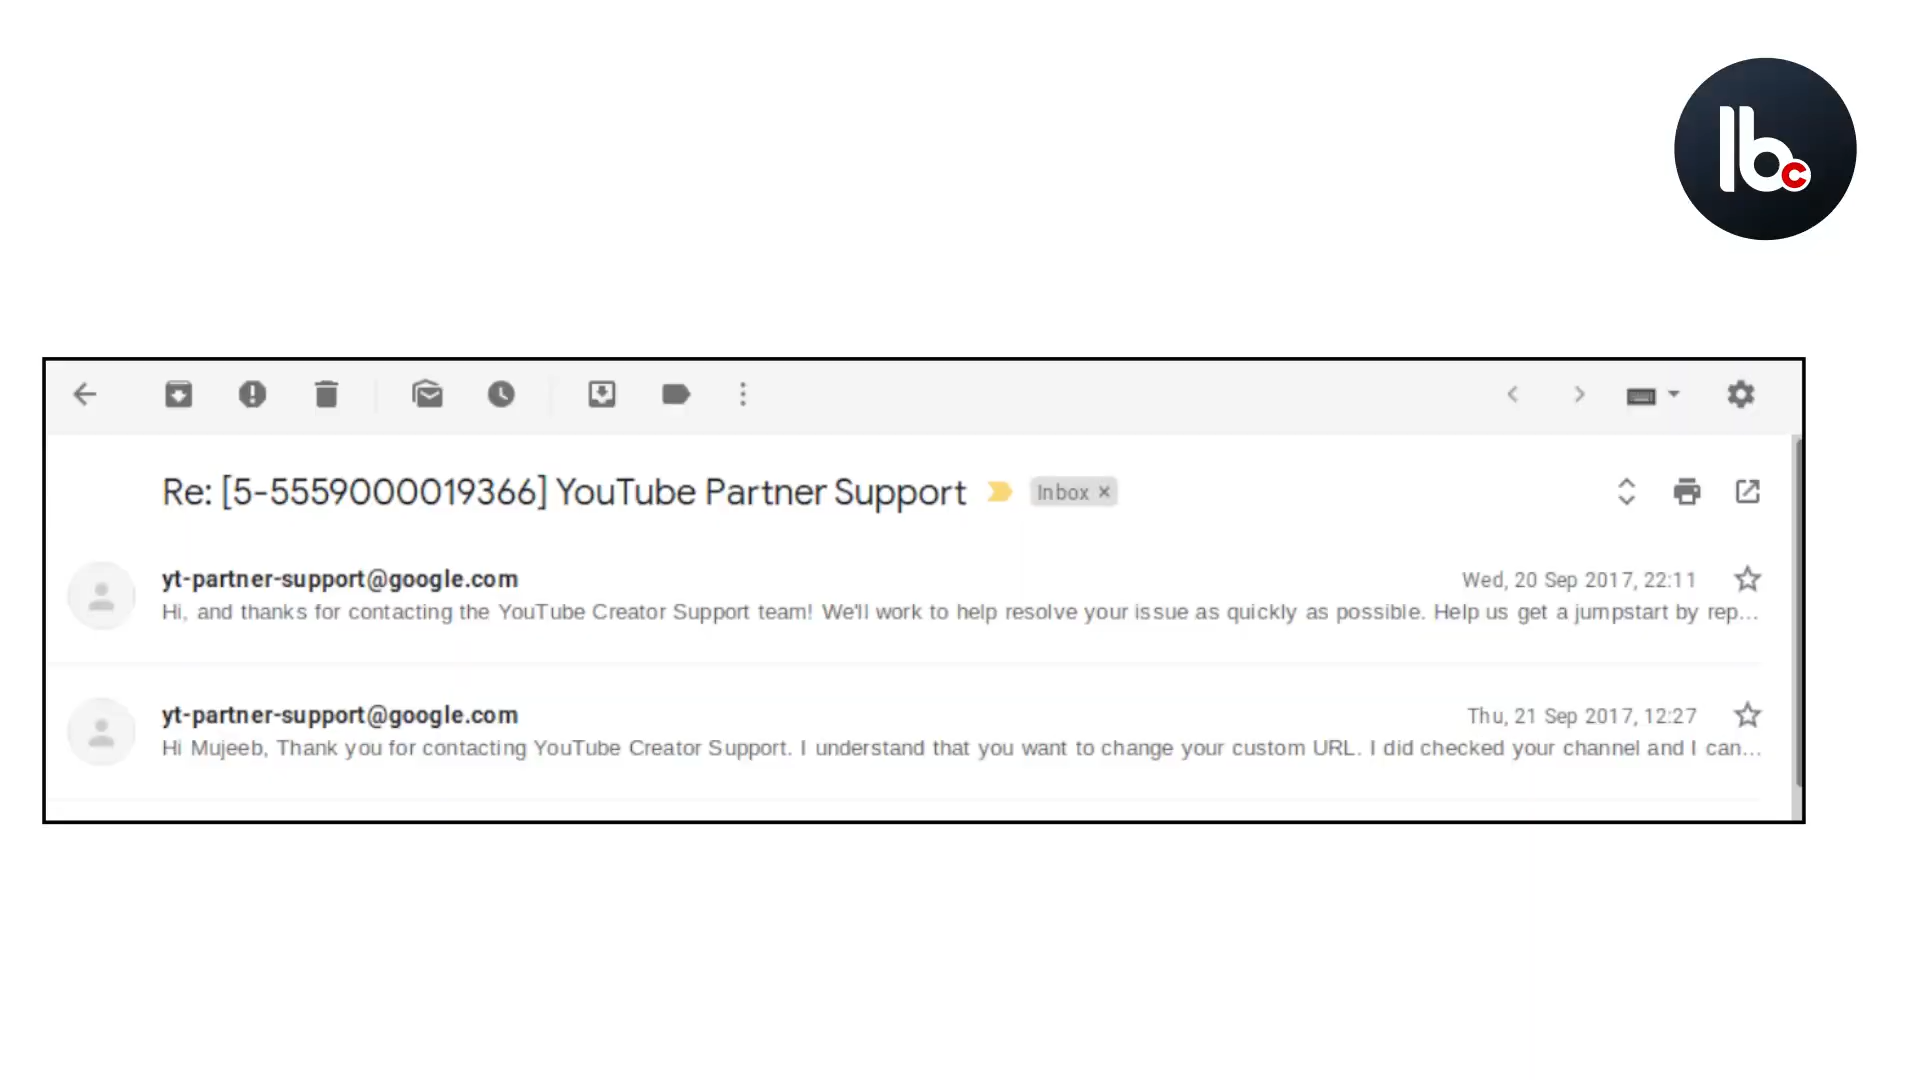 lbc
Re: [5-5559000019366] YouTube Partner Support
Inbox ×
yt-partner-support@google.com
Wed, 20 Sep 2017, 22:11
Hi, and thanks for contacting the YouTube Creator Support team! We'll work to help resolve your issue as quickly as possible. Help us get a jumpstart by rep...
yt-partner-support@google.com
Thu, 21 Sep 2017, 12:27
Hi Mujeeb, Thank you for contacting YouTube Creator Support. I understand that you want to change your custom URL. I did checked your channel and I can...